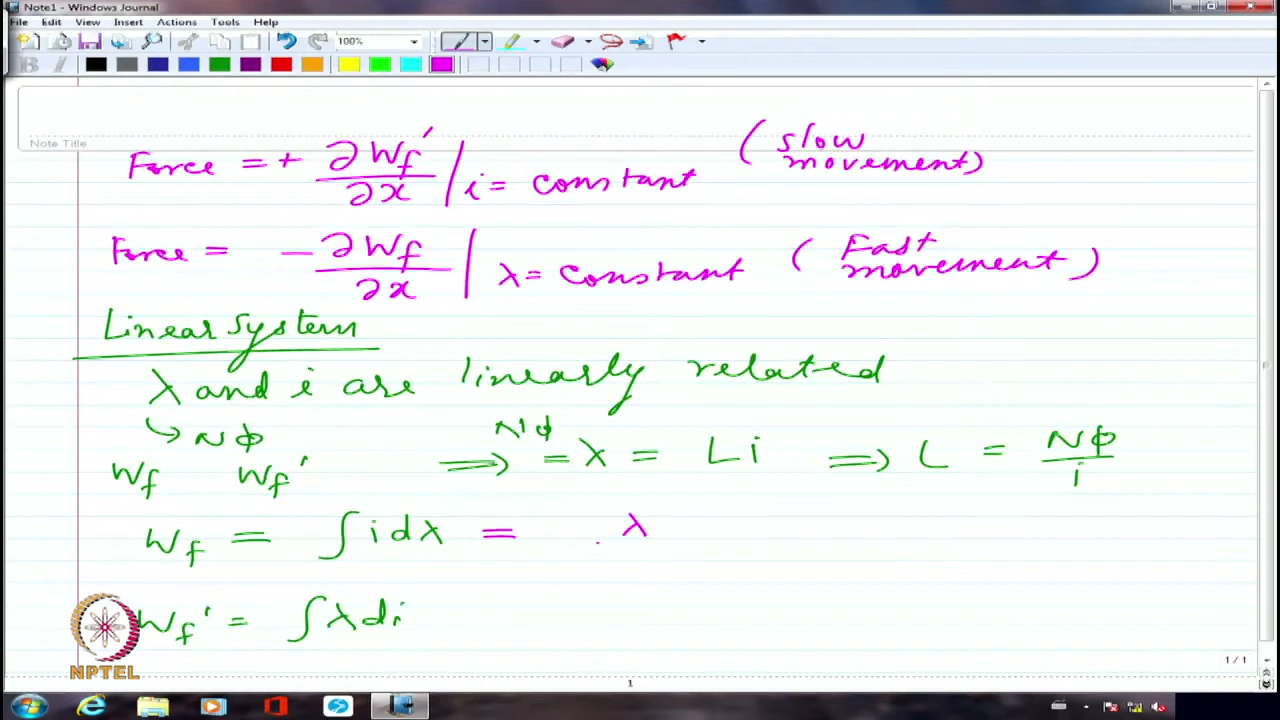 Note1 - Windows Journal
File Edit View Insert Actions Tools Help
100%
B I
Note Title
Force = + ∂Wf′/∂x | i = constant (slow movement)
Force = − ∂Wf/∂x | λ = constant (Fast movement)
Linear System
λ and i are linearly related
↳ Nφ
Wf Wf′ ⟹ Nφ = λ = Li ⟹ L = Nφ/i
Wf = ∫ i dλ = . λ
Wf′ = ∫ λ di
NPTEL
1 / 1
1